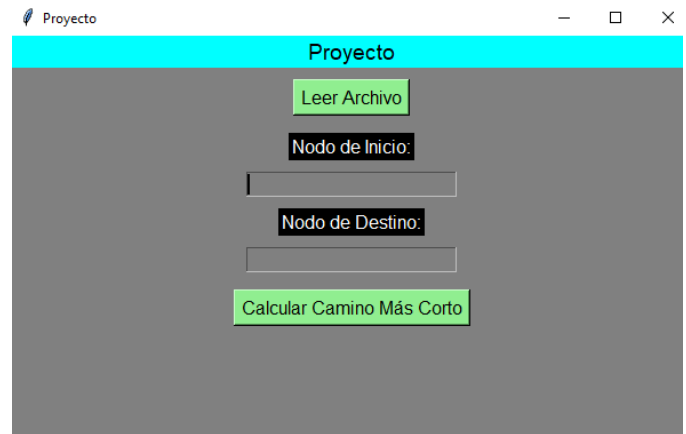 Proyecto
Proyecto
Leer Archivo
Nodo de Inicio:
Nodo de Destino:
Calcular Camino Más Corto